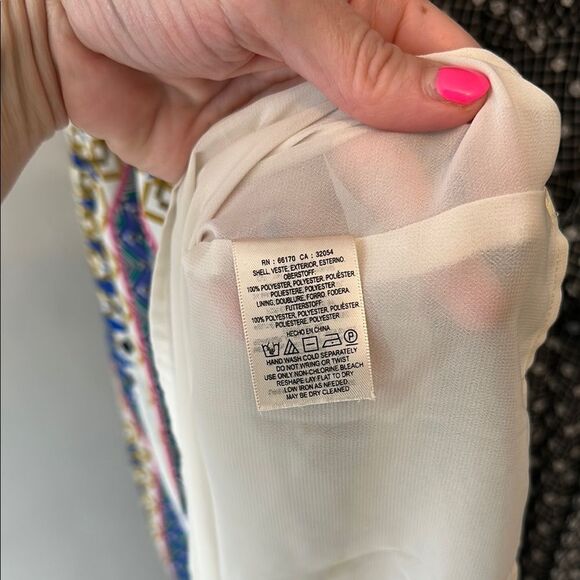 RN : 66170 CA : 32054
SHELL, VESTE, EXTERIOR, ESTERNO,
OBERSTOFF:
100% POLYESTER, POLYESTER, POLIÉSTER
POLIESTERE, POLYESTER
LINING, DOUBLURE, FORRO, FODERA
FUTTERSTOFF:
100% POLYESTER, POLYESTER, POLIÉSTER
POLIESTERE, POLYESTER
HECHO EN CHINA
P
HAND WASH COLD SEPARATELY
DO NOT WRING OR TWIST
USE ONLY NON-CHLORINE BLEACH
RESHAPE LAY FLAT TO DRY
LOW IRON AS NEEDED.
MAY BE DRY CLEANED